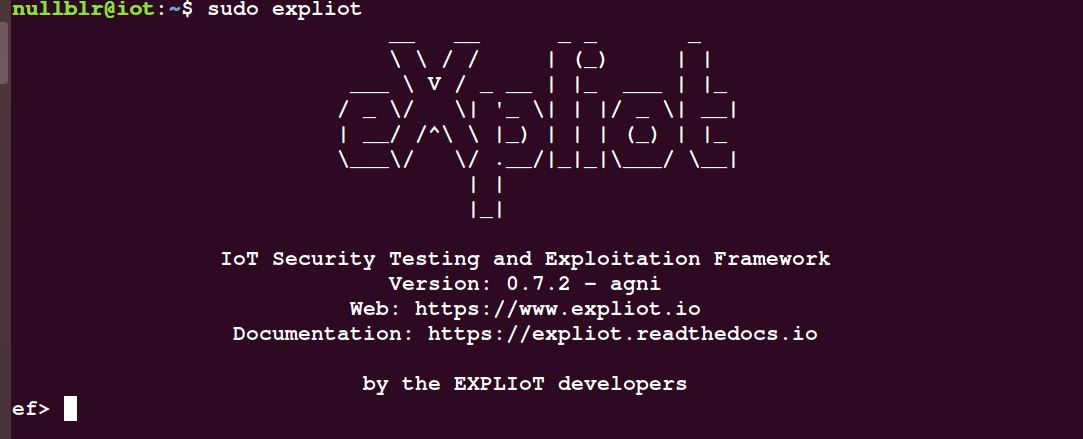 nullblr@iot:~$ sudo expliot
eXpliot
IoT Security Testing and Exploitation Framework
Version: 0.7.2 - agni
Web: https://www.expliot.io
Documentation: https://expliot.readthedocs.io
by the EXPLIoT developers
ef>